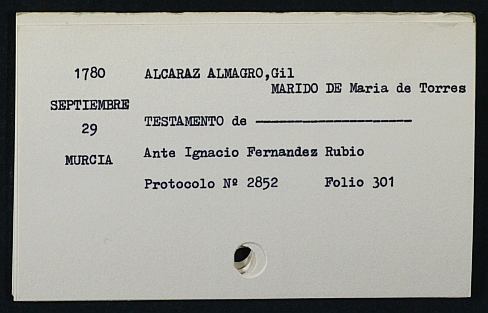 1780 ALCARAZ ALMAGRO,Gil
MARIDO DE Maria de Torres
SEPTIEMBRE
29 TESTAMENTO de ————————————————
MURCIA Ante Ignacio Fernandez Rubio
Protocolo Nº 2852 Folio 301